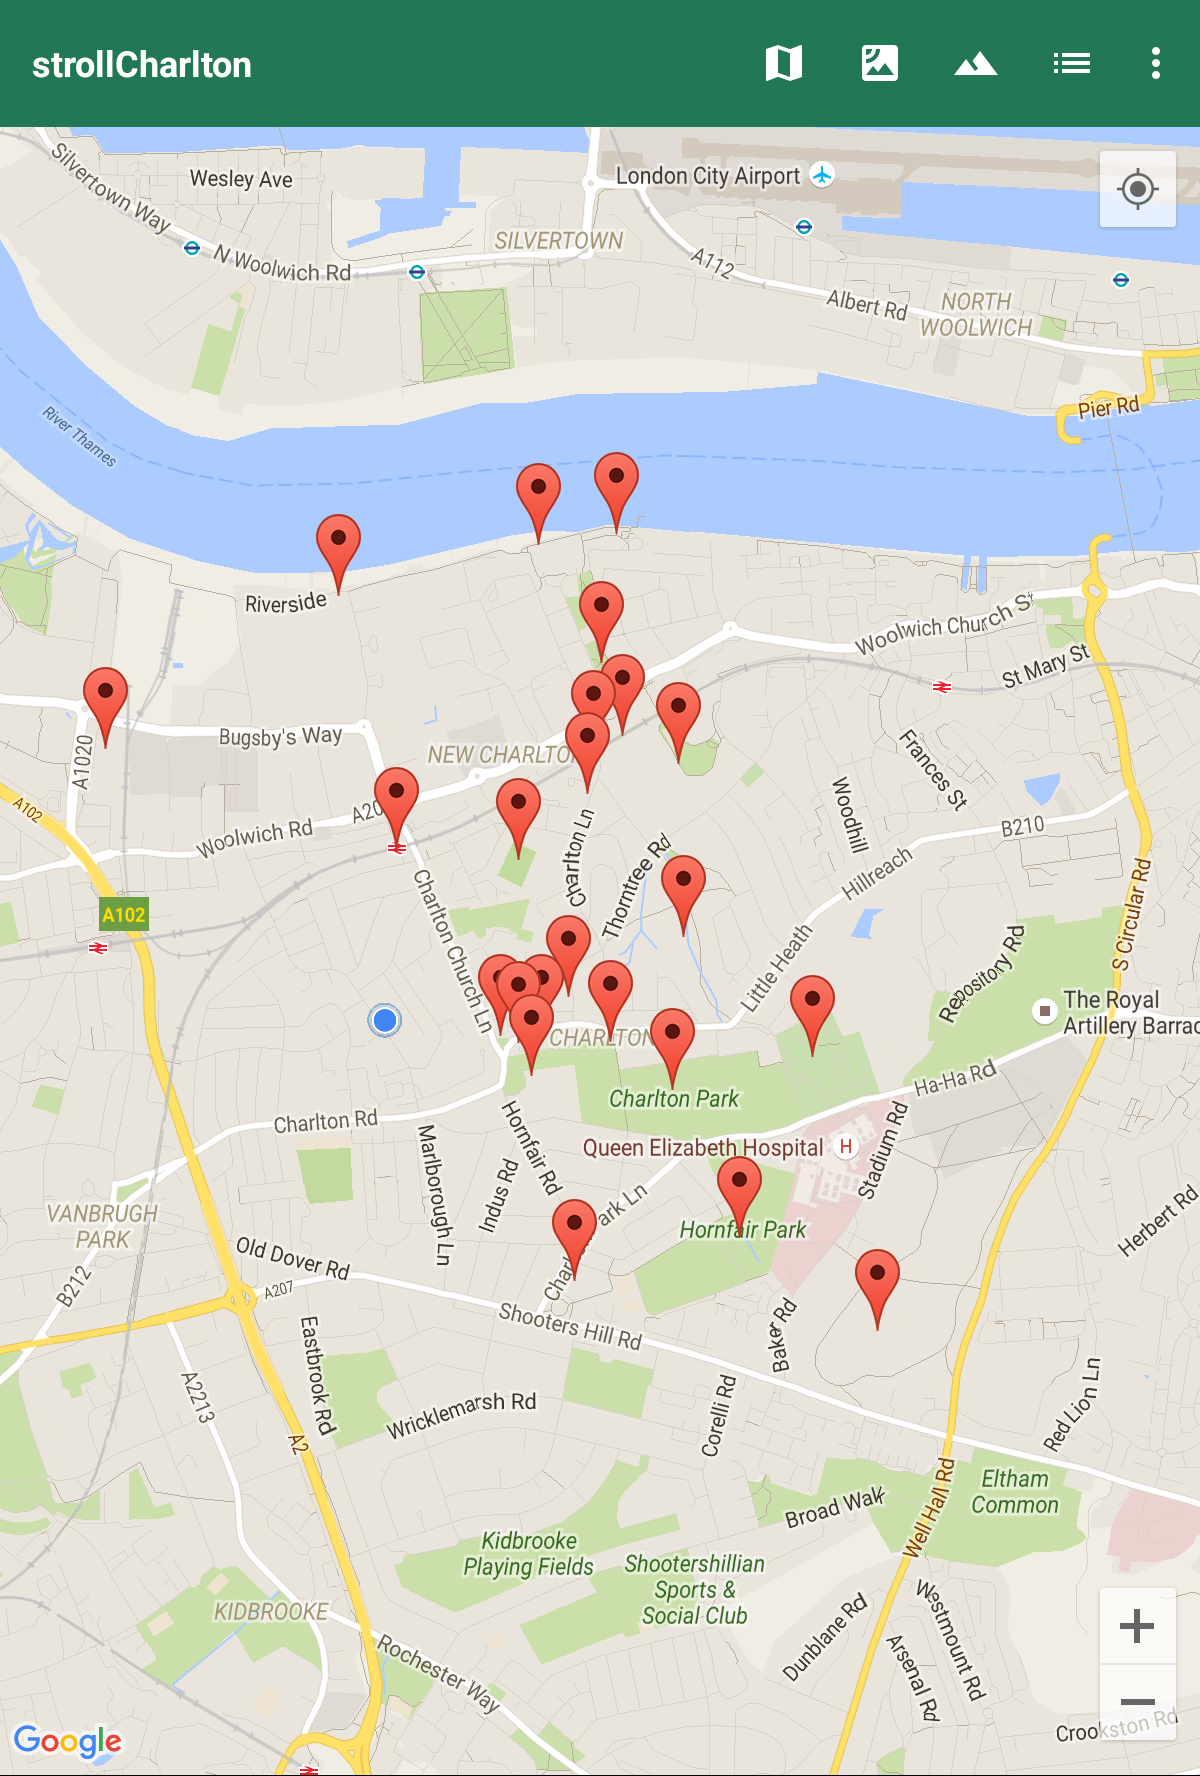 strollCharlton
Silvertown Way
Wesley Ave
London City Airport
N Woolwich Rd
SILVERTOWN
A112
Albert Rd
NORTH
WOOLWICH
Pier Rd
River Thames
Riverside
Woolwich Church St
St Mary St
A1020
Bugsby's Way
NEW CHARLTON
Frances St
A102
Woolwich Rd
A20
Charlton Ln
Thorntree Rd
Woodhill
Hillreach
B210
S Circular Rd
A102
Charlton Church Ln
Little Heath
Repository Rd
The Royal
Artillery Barrac
CHARLTON
Charlton Park
Ha-Ha Rd
Charlton Rd
Marlborough Ln
Hornfair Rd
Indus Rd
Queen Elizabeth Hospital
H
Stadium Rd
VANBRUGH
PARK
B212
Old Dover Rd
A207
Char
ark Ln
Hornfair Park
Herbert Rd
Shooters Hill Rd
Baker Rd
Eastbrook Rd
A2213
A2
Wricklemarsh Rd
Corelli Rd
Red Lion Ln
Well Hall Rd
Broad Walk
Eltham
Common
Kidbrooke
Playing Fields
Shootershillian
Sports &
Social Club
KIDBROOKE
Rochester Way
Dunblane Rd
Arsenal Rd
Westmount Rd
Crookston Rd
Google